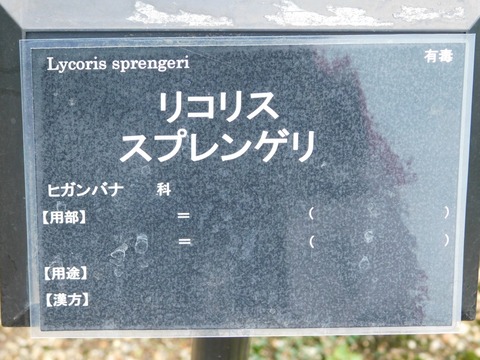 Lycoris sprengeri 有毒
リコリス
スプレンゲリ
ヒガンバナ 科
【用部】 = ( )
= ( )
【用途】
【漢方】